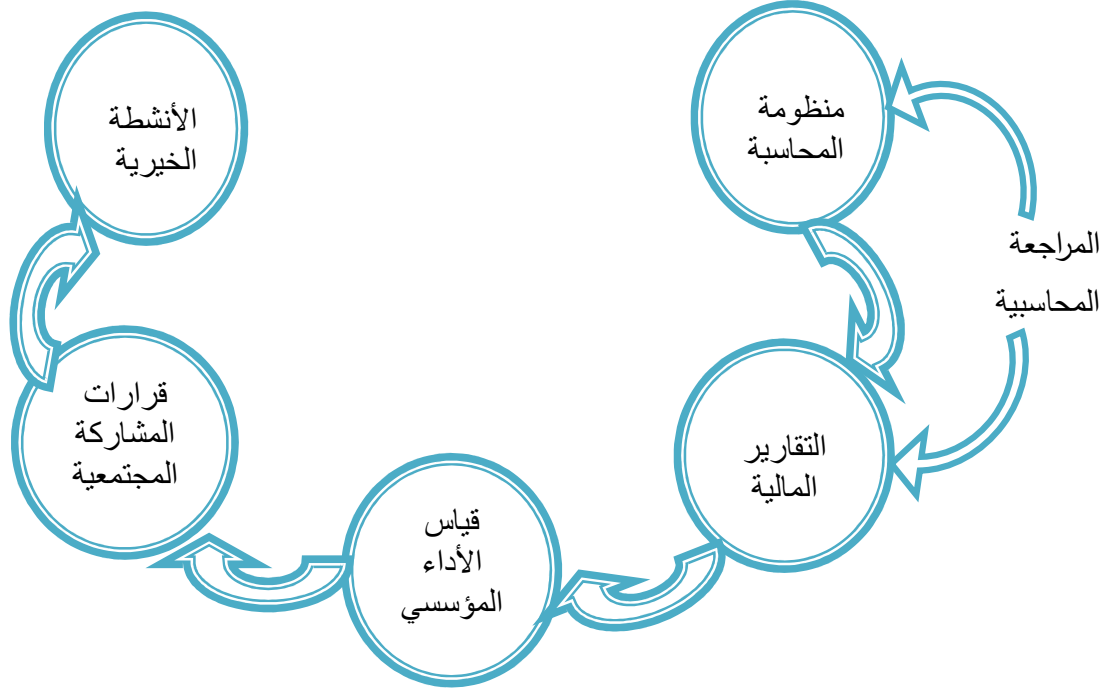 منظومة
المحاسبة
المراجعة
المحاسبية
التقارير
المالية
قياس
الأداء
المؤسسي
قرارات
المشاركة
المجتمعية
الأنشطة
الخيرية